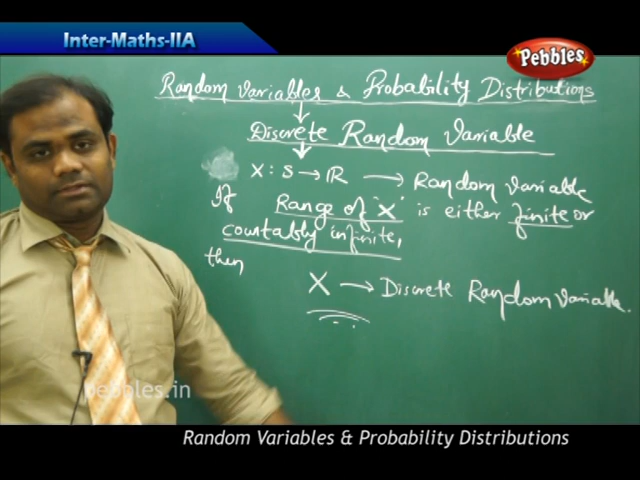 Inter-Maths-IIA
Pebbles
Random Variables & Probability Distributions
Discrete Random Variable
X : S → R → Random Variable
If Range of 'X' is either finite or
countably infinite,
then
X → Discrete Random Variable.
pebbles.in
Random Variables & Probability Distributions